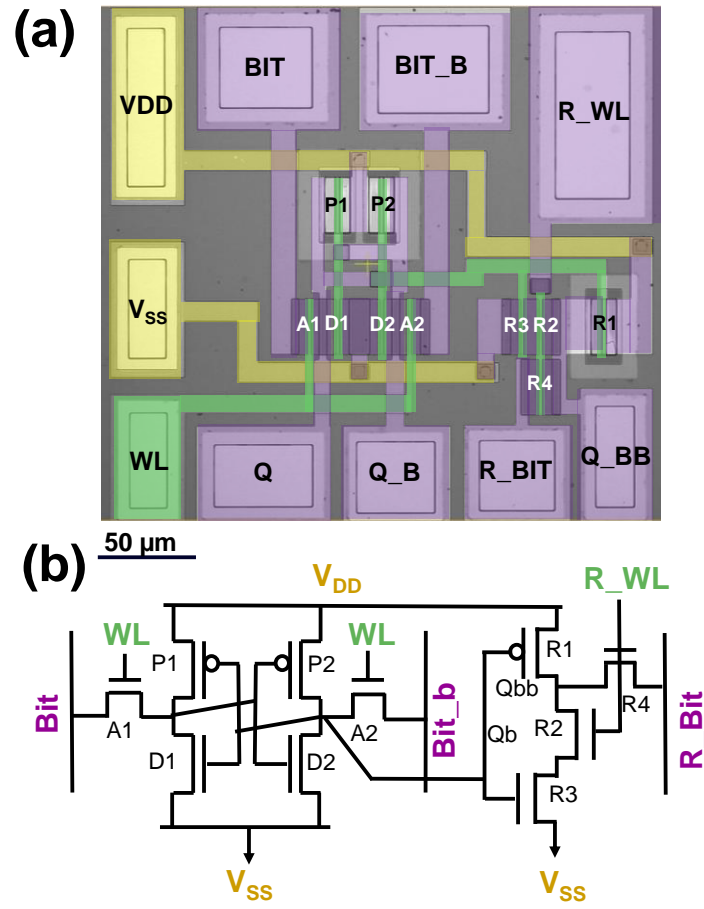 (a)
BIT
BIT_B
VDD
R_WL
P1 P2
VSS
A1 D1 D2 A2 R3 R2 R1
R4
WL
Q
Q_B
R_BIT
Q_BB
50 µm
(b)
VDD
R_WL
WL
WL
P1
P2
R1
Bit
Qbb
R4
A1
A2
Bit_b
Qb
R2
R_Bit
D1
D2
R3
VSS
VSS